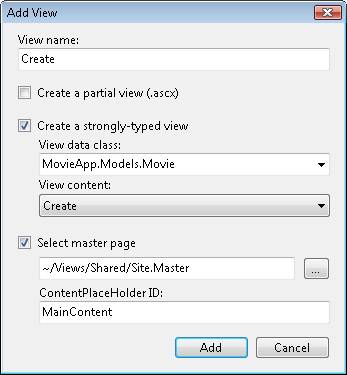 Add View
View name:
Create
Create a partial view (.ascx)
Create a strongly-typed view
View data class:
MovieApp.Models.Movie
View content:
Create
Select master page
~/Views/Shared/Site.Master
...
ContentPlaceHolder ID:
MainContent
Add Cancel